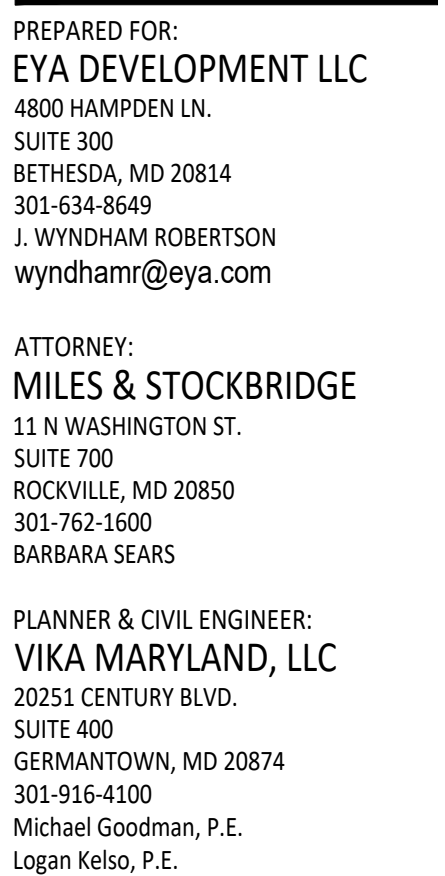 PREPARED FOR:
EYA DEVELOPMENT LLC
4800 HAMPDEN LN.
SUITE 300
BETHESDA, MD 20814
301-634-8649
J. WYNDHAM ROBERTSON
wyndhamr@eya.com
ATTORNEY:
MILES & STOCKBRIDGE
11 N WASHINGTON ST.
SUITE 700
ROCKVILLE, MD 20850
301-762-1600
BARBARA SEARS
PLANNER & CIVIL ENGINEER:
VIKA MARYLAND, LLC
20251 CENTURY BLVD.
SUITE 400
GERMANTOWN, MD 20874
301-916-4100
Michael Goodman, P.E.
Logan Kelso, P.E.